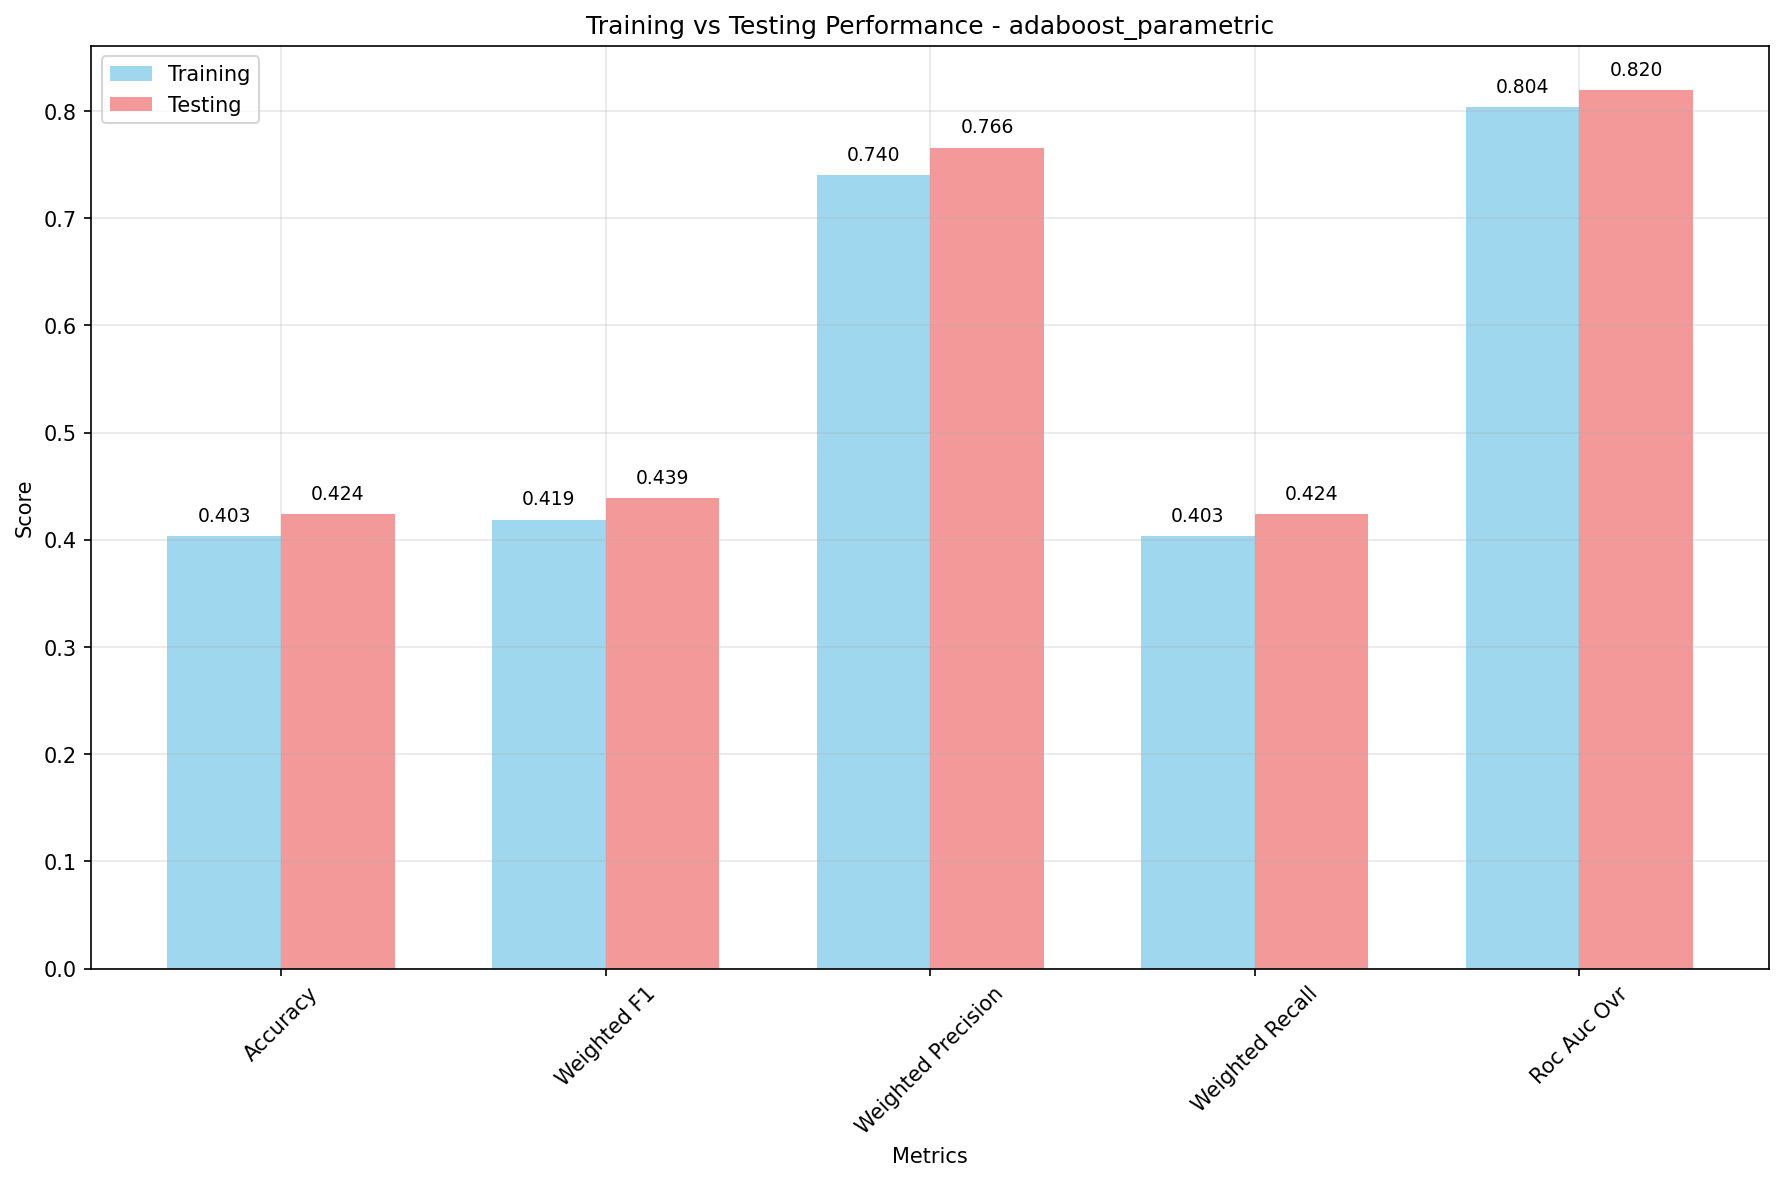 Training vs Testing Performance - adaboost_parametric
Training
Testing
Score
0.8
0.7
0.6
0.5
0.4
0.3
0.2
0.1
0.0
0.403
0.424
0.419
0.439
0.740
0.766
0.403
0.424
0.804
0.820
Accuracy
Weighted F1
Weighted Precision
Weighted Recall
Roc Auc Ovr
Metrics